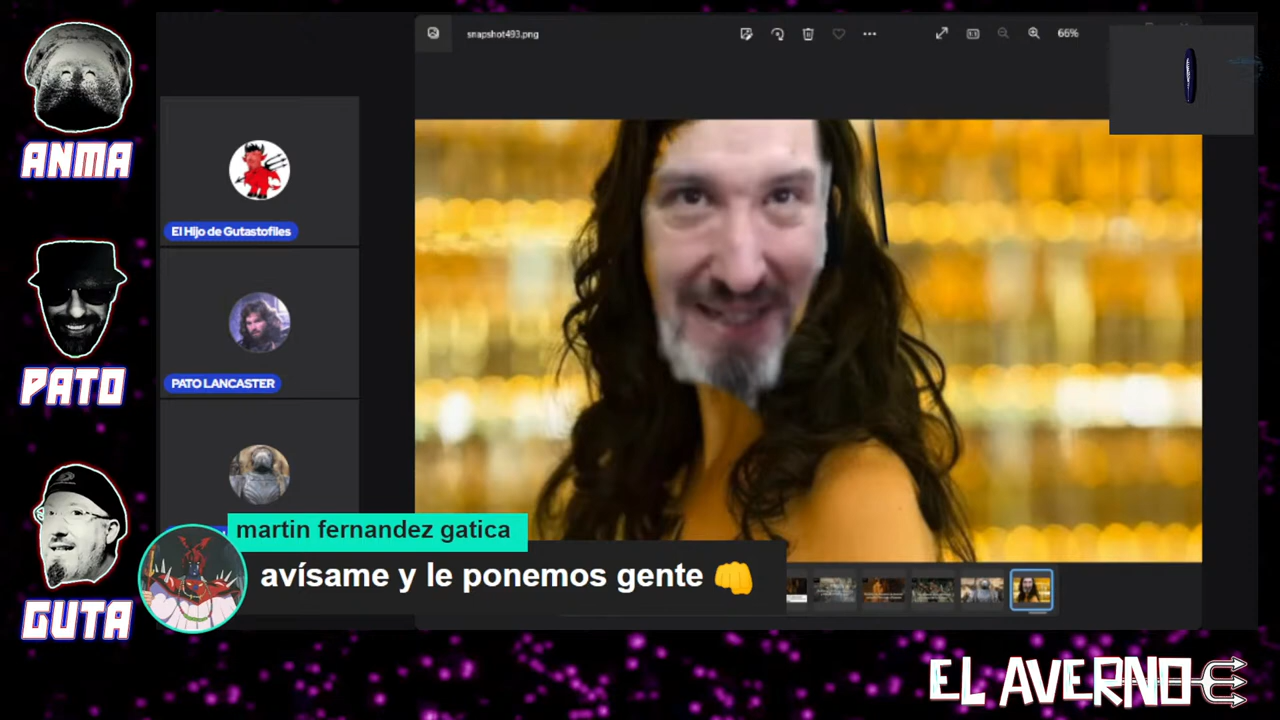 snapshot493.png
66%
ANMA
El Hijo de Gutastofiles
PATO LANCASTER
PATO
martin fernandez gatica
avísame y le ponemos gente 👊
GUTA
EL AVERNO